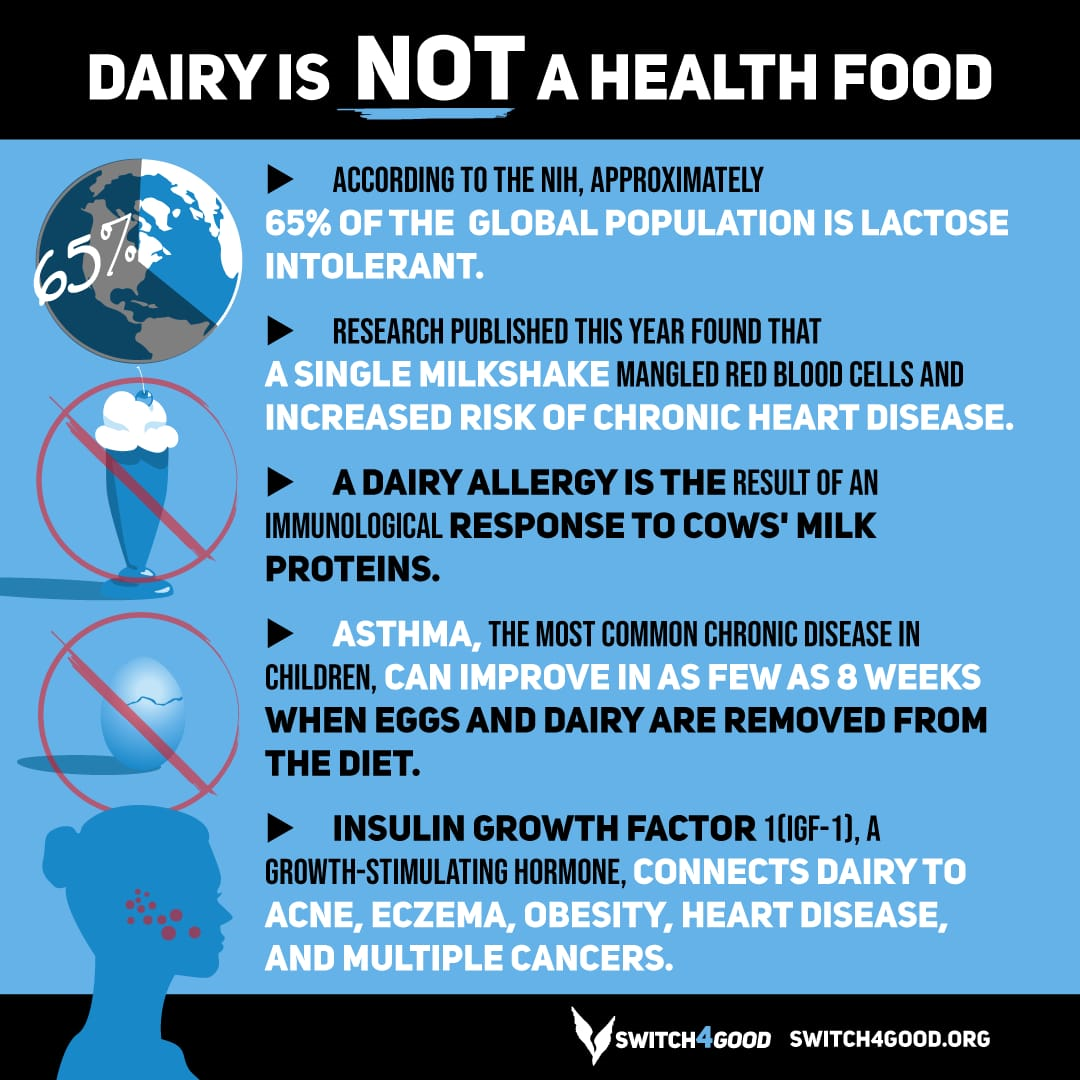 DAIRY IS NOT A HEALTH FOOD
65%
▶ ACCORDING TO THE NIH, APPROXIMATELY
65% OF THE GLOBAL POPULATION IS LACTOSE
INTOLERANT.
▶ RESEARCH PUBLISHED THIS YEAR FOUND THAT
A SINGLE MILKSHAKE MANGLED RED BLOOD CELLS AND
INCREASED RISK OF CHRONIC HEART DISEASE.
▶ A DAIRY ALLERGY IS THE RESULT OF AN
IMMUNOLOGICAL RESPONSE TO COWS' MILK
PROTEINS.
▶ ASTHMA, THE MOST COMMON CHRONIC DISEASE IN
CHILDREN, CAN IMPROVE IN AS FEW AS 8 WEEKS
WHEN EGGS AND DAIRY ARE REMOVED FROM
THE DIET.
▶ INSULIN GROWTH FACTOR 1(IGF-1), A
GROWTH-STIMULATING HORMONE, CONNECTS DAIRY TO
ACNE, ECZEMA, OBESITY, HEART DISEASE,
AND MULTIPLE CANCERS.
SWITCH4GOOD SWITCH4GOOD.ORG